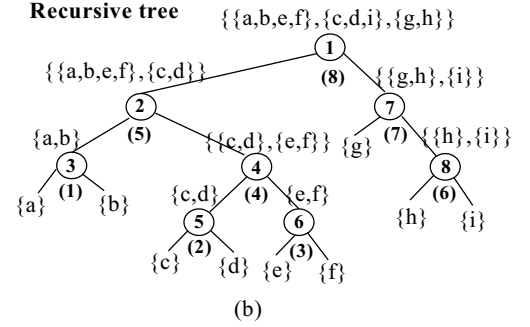 Recursive tree
{{a,b,e,f},{c,d,i},{g,h}}
1
(8)
{{a,b,e,f},{c,d}}
{{g,h},{i}}
2
(5)
7
(7)
{a,b}
{{c,d},{e,f}}
{g}
{{h},{i}}
3
(1)
4
(4)
8
(6)
{a}
{b}
{c,d}
{e,f}
{h}
{i}
5
(2)
6
(3)
{c}
{d}
{e}
{f}
(b)